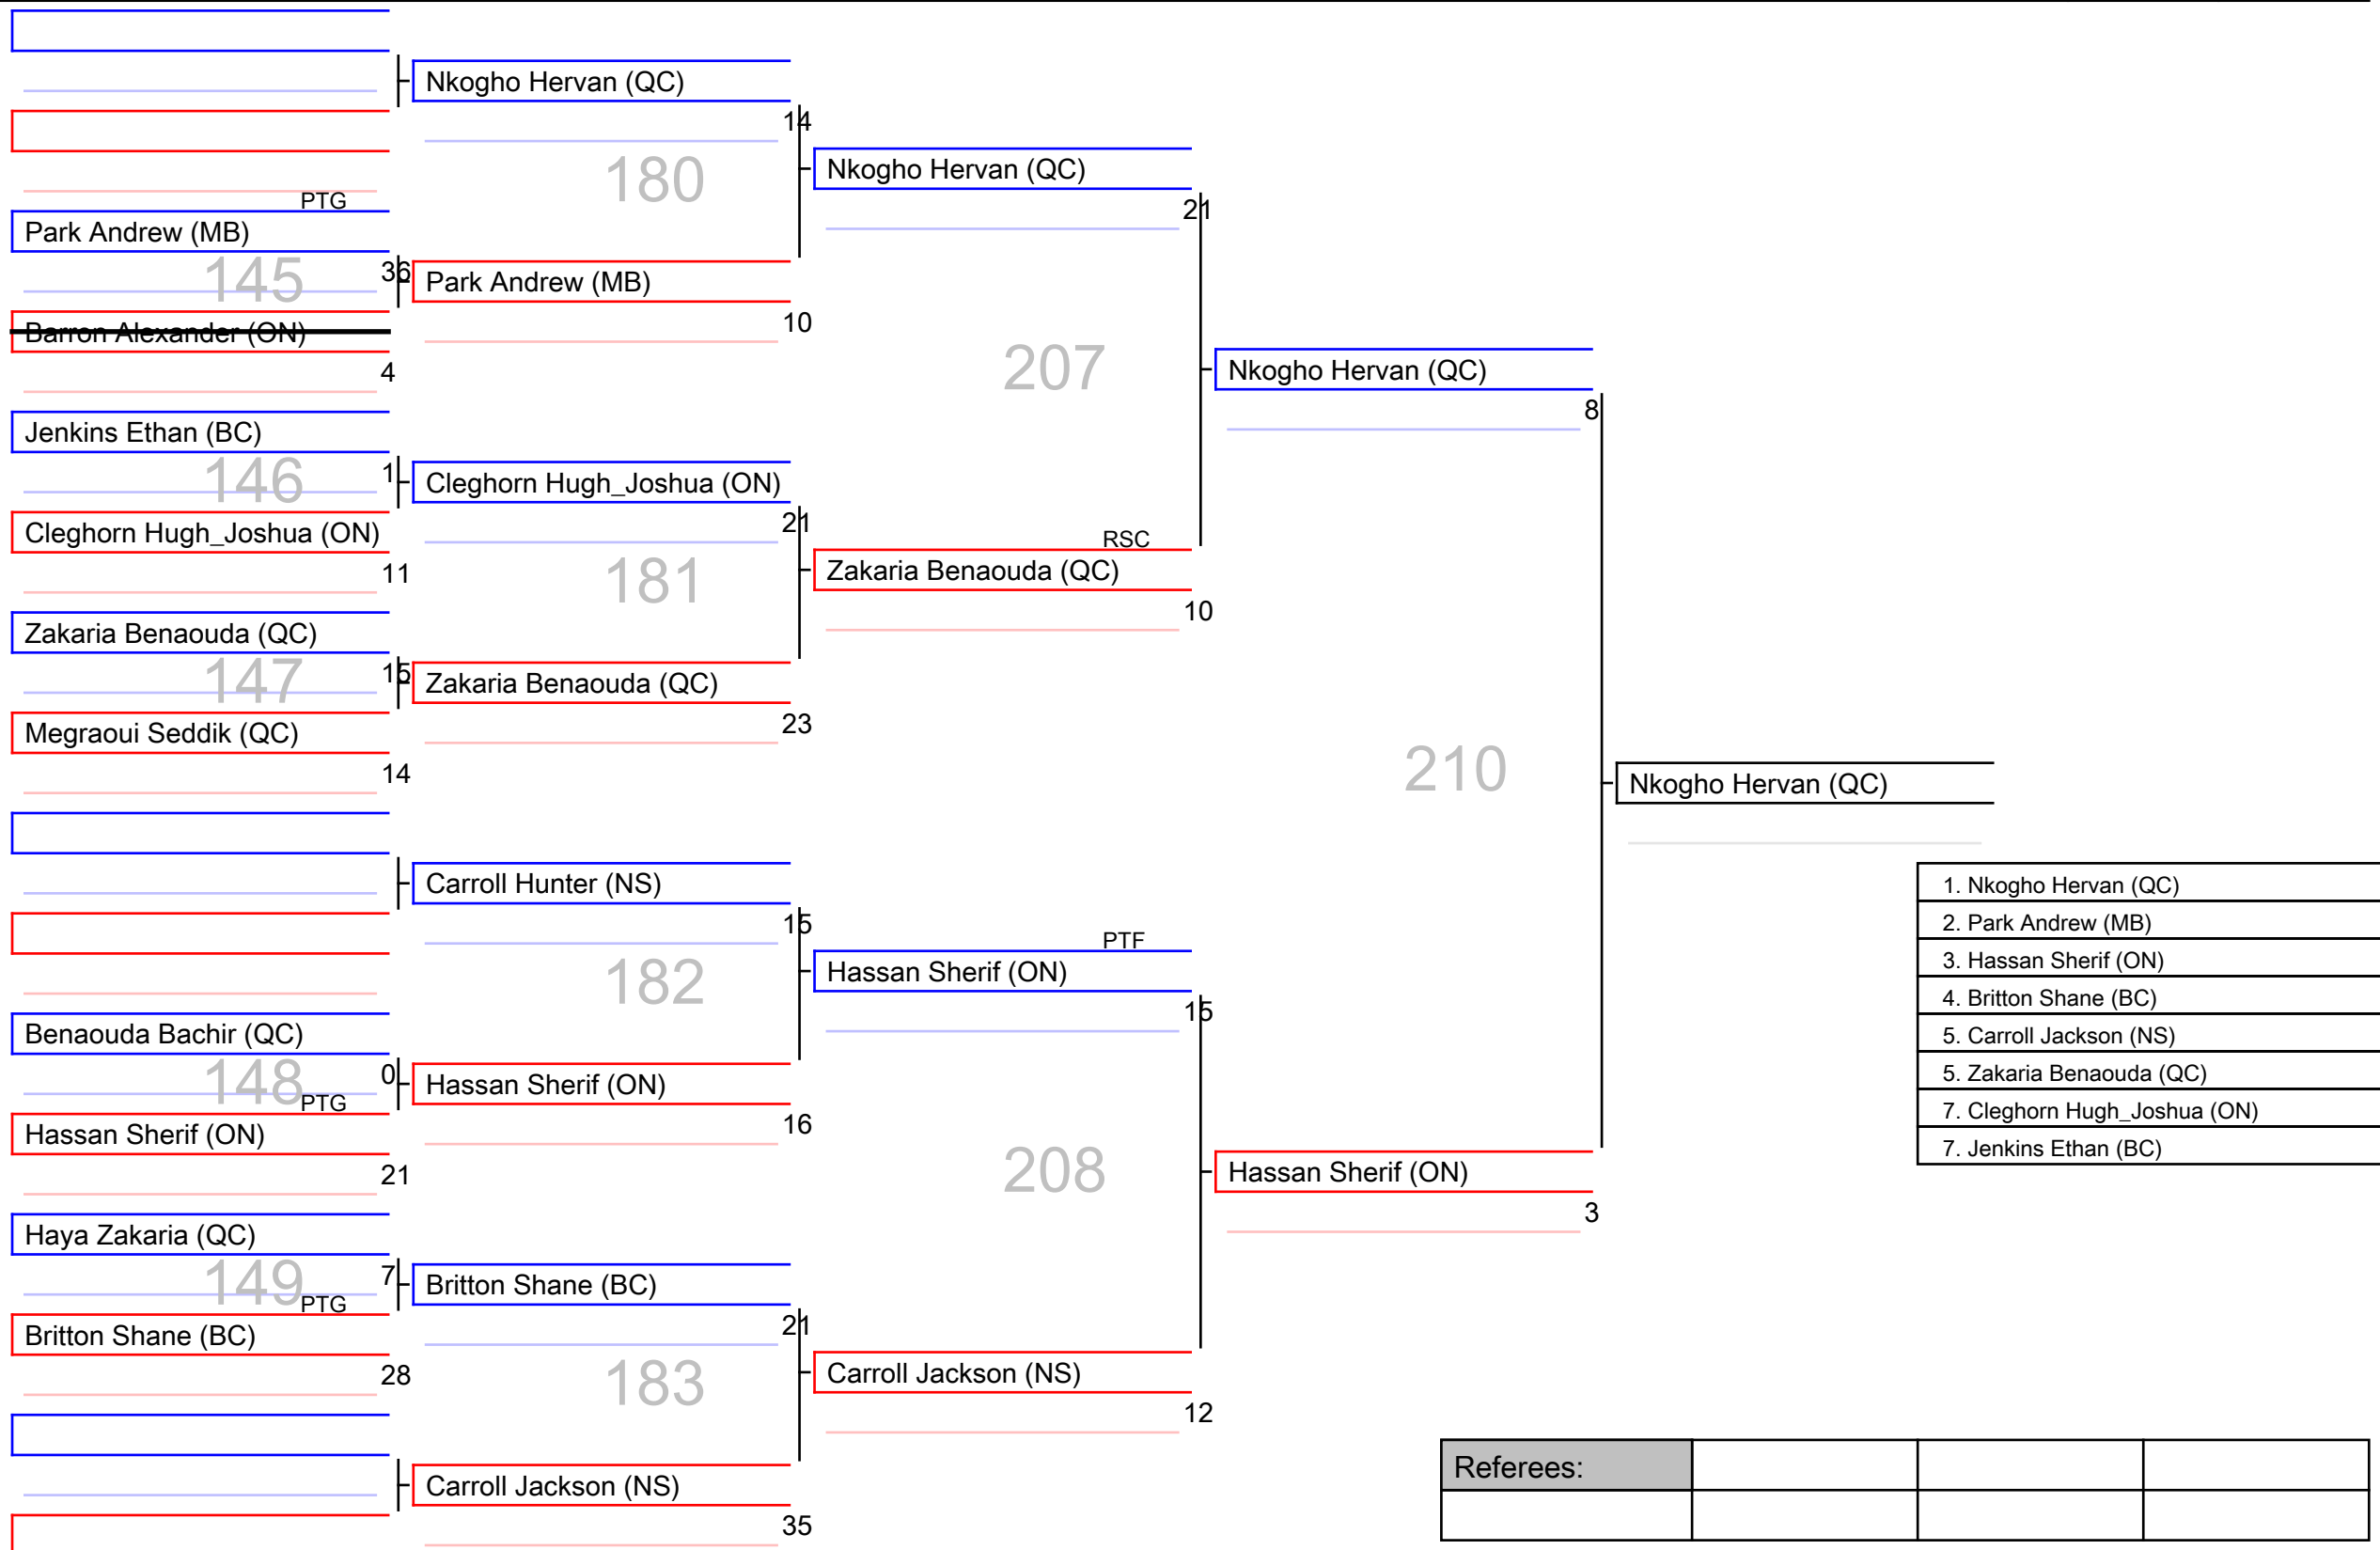 Nkogho Hervan (QC)
14
180
Nkogho Hervan (QC)
21
PTG
Park Andrew (MB)
145
36
Park Andrew (MB)
10
Barron Alexander (ON)
4
207
Nkogho Hervan (QC)
8
Jenkins Ethan (BC)
146
1
Cleghorn Hugh_Joshua (ON)
21
Cleghorn Hugh_Joshua (ON)
11
181
RSC
Zakaria Benaouda (QC)
10
Zakaria Benaouda (QC)
147
15
Zakaria Benaouda (QC)
23
Megraoui Seddik (QC)
14
210
Nkogho Hervan (QC)
Carroll Hunter (NS)
15
182
PTF
Hassan Sherif (ON)
15
Benaouda Bachir (QC)
148
0
PTG
Hassan Sherif (ON)
16
Hassan Sherif (ON)
21
208
Hassan Sherif (ON)
3
Haya Zakaria (QC)
149
7
PTG
Britton Shane (BC)
21
Britton Shane (BC)
28
183
Carroll Jackson (NS)
12
Carroll Jackson (NS)
35
1. Nkogho Hervan (QC)
2. Park Andrew (MB)
3. Hassan Sherif (ON)
4. Britton Shane (BC)
5. Carroll Jackson (NS)
5. Zakaria Benaouda (QC)
7. Cleghorn Hugh_Joshua (ON)
7. Jenkins Ethan (BC)
Referees: